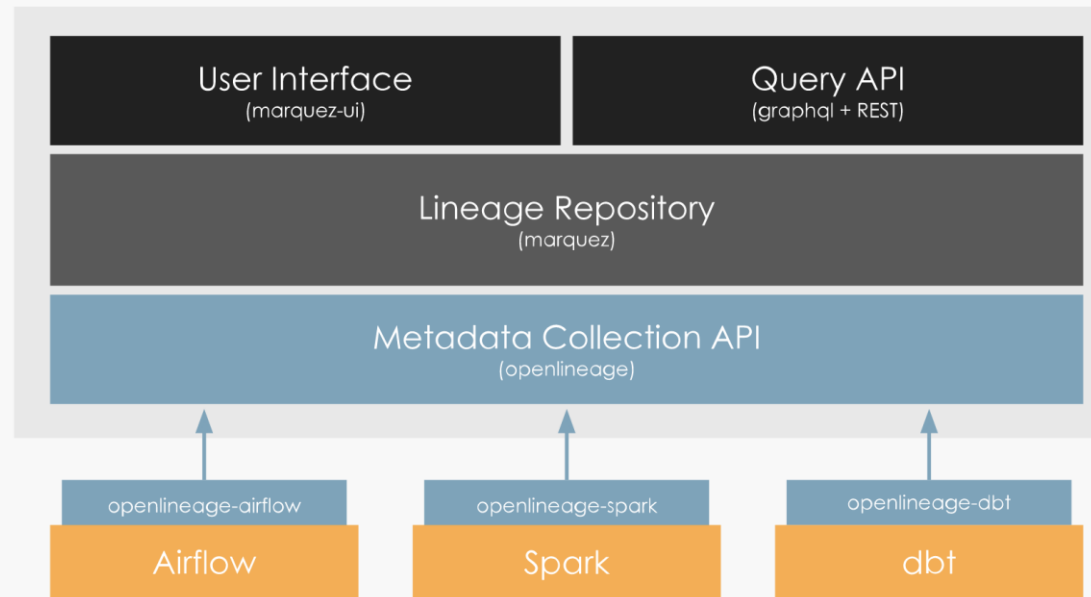 User Interface
(marquez-ui)
Query API
(graphql + REST)
Lineage Repository
(marquez)
Metadata Collection API
(openlineage)
openlineage-airflow
openlineage-spark
openlineage-dbt
Airflow
Spark
dbt